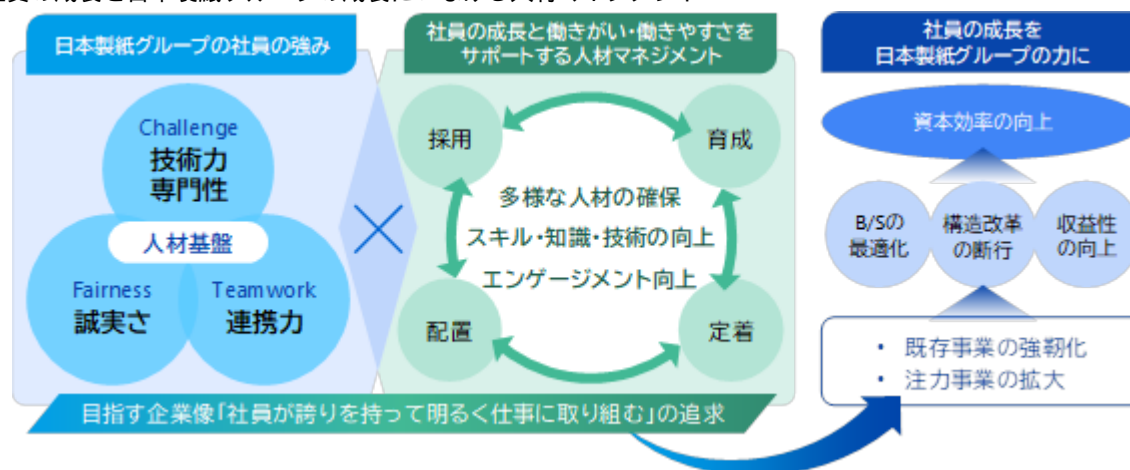 日本製紙グループの社員の強み
Challenge
技術力
専門性
人材基盤
Fairness
誠実さ
Teamwork
連携力
社員の成長と働きがい・働きやすさを
サポートする人材マネジメント
採用
育成
多様な人材の確保
スキル・知識・技術の向上
エンゲージメント向上
配置
定着
目指す企業像「社員が誇りを持って明るく仕事に取り組む」の追求
社員の成長を
日本製紙グループの力に
資本効率の向上
B/Sの
最適化
構造改革
の断行
収益性
の向上
• 既存事業の強靭化
• 注力事業の拡大